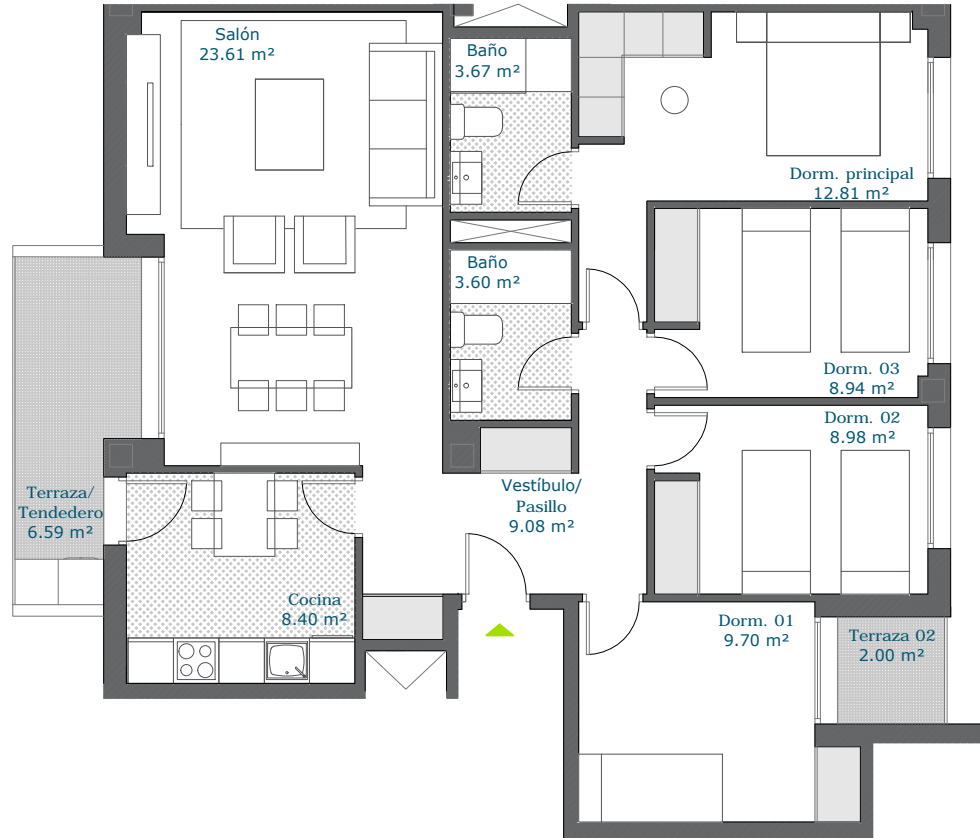 Salón
23.61 m²
Baño
3.67 m²
Dorm. principal
12.81 m²
Baño
3.60 m²
Dorm. 03
8.94 m²
Dorm. 02
8.98 m²
Terraza/
Tendedero
6.59 m²
Vestíbulo/
Pasillo
9.08 m²
Cocina
8.40 m²
Dorm. 01
9.70 m²
Terraza 02
2.00 m²